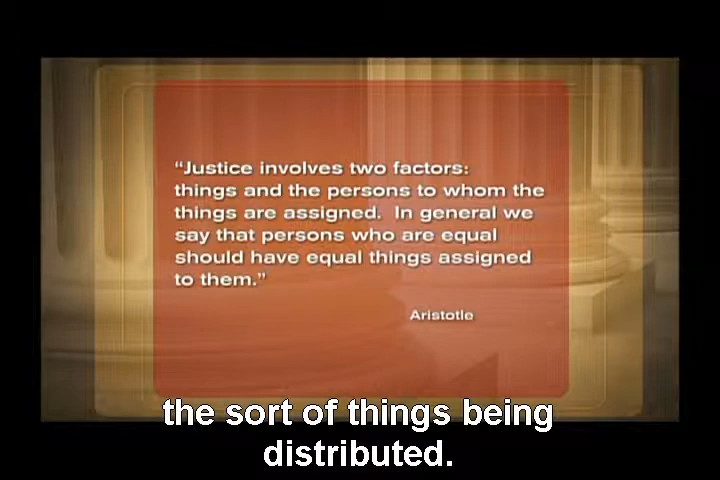 “Justice involves two factors:
things and the persons to whom the
things are assigned.  In general we
say that persons who are equal
should have equal things assigned
to them.”
Aristotle
the sort of things being
distributed.